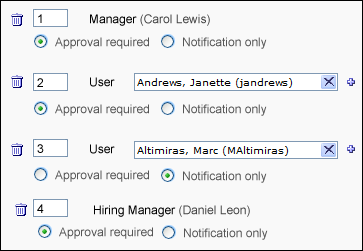 1 Manager (Carol Lewis)
Approval required Notification only
2 User Andrews, Janette (jandrews)
Approval required Notification only
3 User Altimiras, Marc (MAltimiras)
Approval required Notification only
4 Hiring Manager (Daniel Leon)
Approval required Notification only